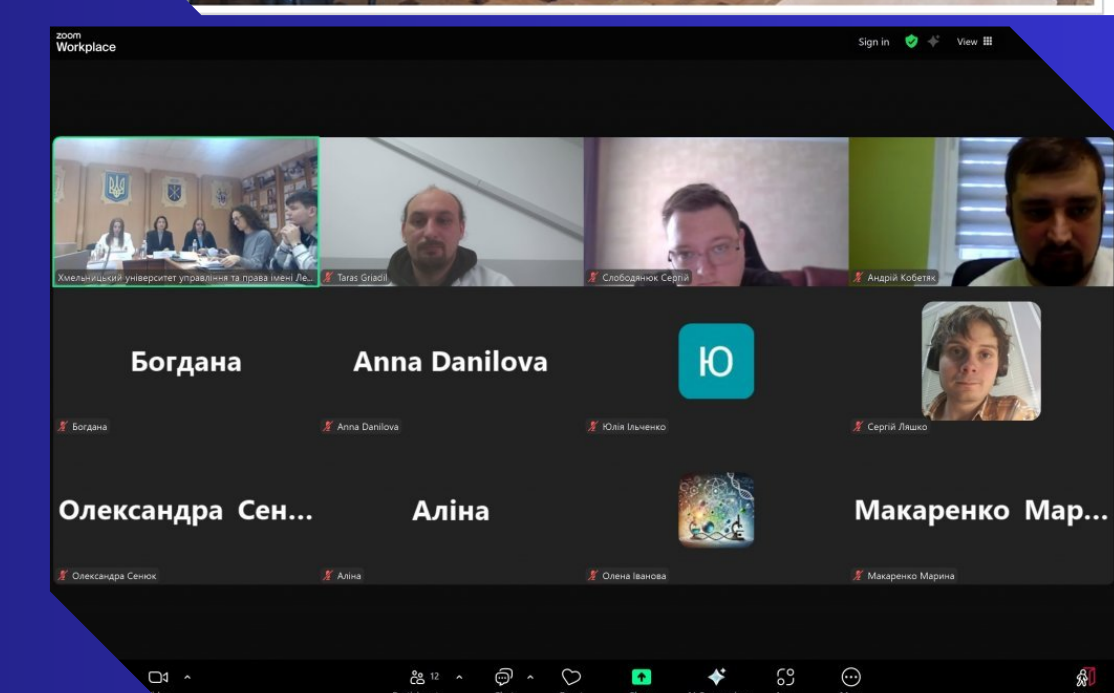 zoom
Workplace
Sign in
View
Хмельницький університет управління та права імені Ле...
Taras Griadil
Слободянюк Сергій
Андрій Кобетяк
Богдана
Anna Danilova
Ю
Богдана
Anna Danilova
Юлія Ільченко
Сергій Ляшко
Олександра Сен...
Аліна
Макаренко Мар...
Олександра Сенюк
Аліна
Олена Іванова
Макаренко Марина
12